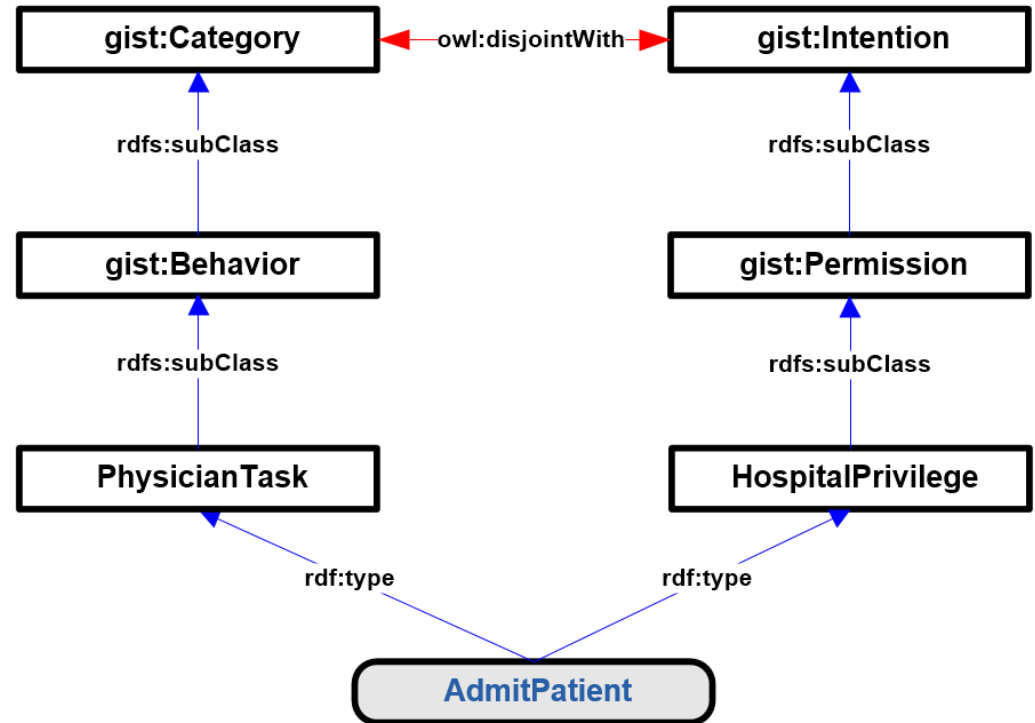 gist:Category
owl:disjointWith
gist:Intention
rdfs:subClass
rdfs:subClass
gist:Behavior
gist:Permission
rdfs:subClass
rdfs:subClass
PhysicianTask
HospitalPrivilege
rdf:type
rdf:type
AdmitPatient